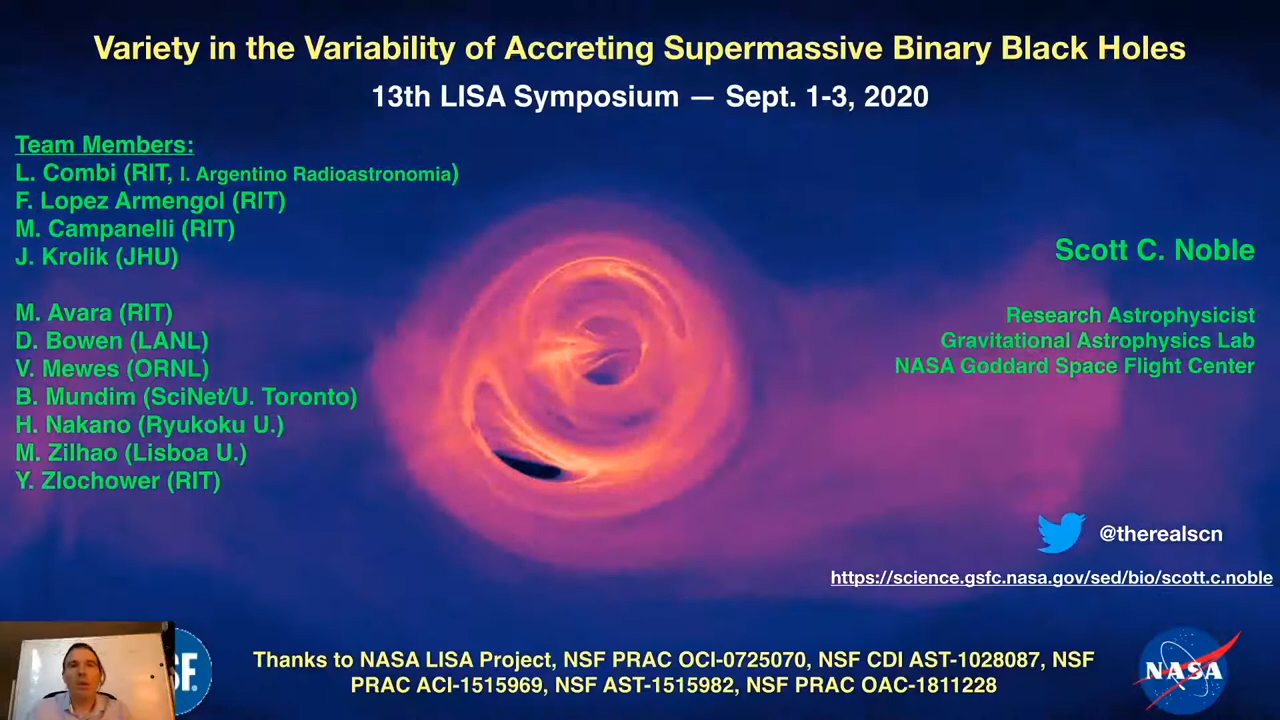 Variety in the Variability of Accreting Supermassive Binary Black Holes
13th LISA Symposium — Sept. 1-3, 2020
Team Members:
L. Combi (RIT, I. Argentino Radioastronomia)
F. Lopez Armengol (RIT)
M. Campanelli (RIT)
J. Krolik (JHU)
M. Avara (RIT)
D. Bowen (LANL)
V. Mewes (ORNL)
B. Mundim (SciNet/U. Toronto)
H. Nakano (Ryukoku U.)
M. Zilhao (Lisboa U.)
Y. Zlochower (RIT)
Scott C. Noble
Research Astrophysicist
Gravitational Astrophysics Lab
NASA Goddard Space Flight Center
@therealscn
https://science.gsfc.nasa.gov/sed/bio/scott.c.noble
Thanks to NASA LISA Project, NSF PRAC OCI-0725070, NSF CDI AST-1028087, NSF
PRAC ACI-1515969, NSF AST-1515982, NSF PRAC OAC-1811228
SF
NASA